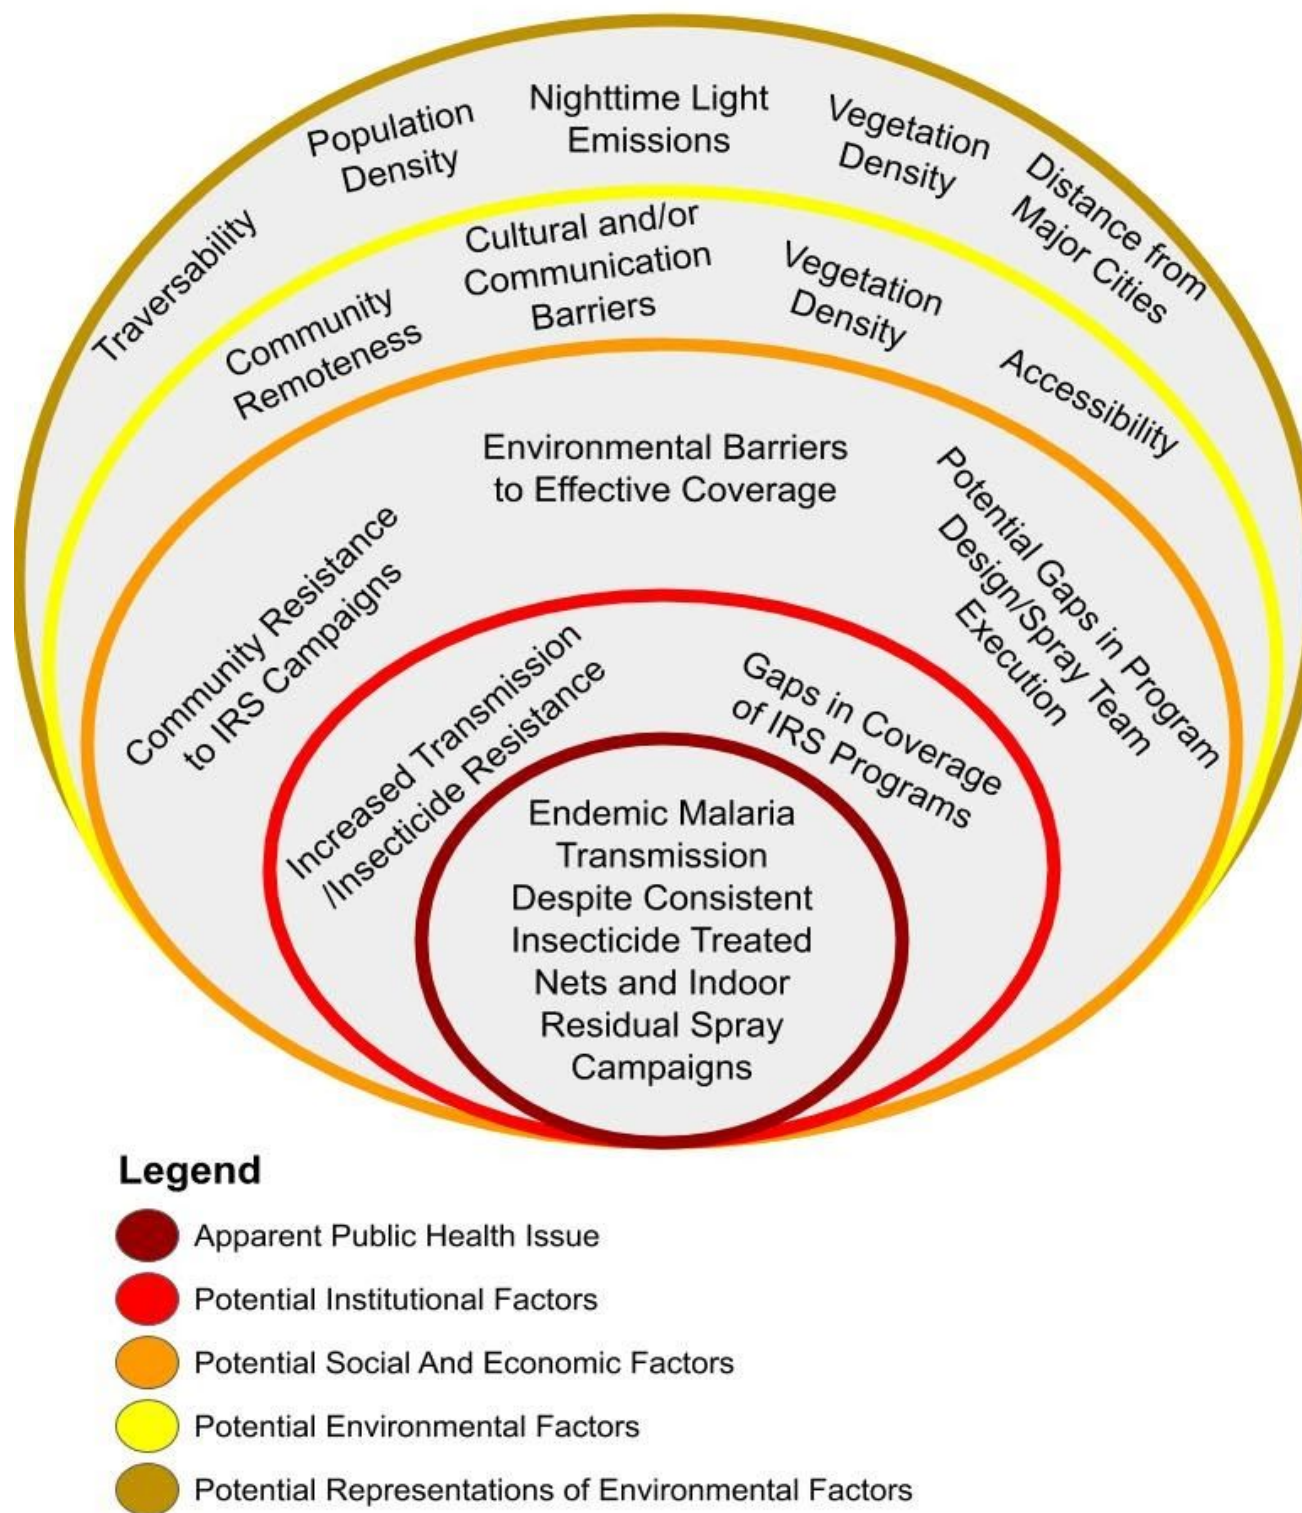 Nighttime Light
Emissions
Population
Density
Vegetation
Density
Distance from
Major Cities
Traversability
Cultural and/or
Communication
Barriers
Community
Remoteness
Vegetation
Density
Accessibility
Environmental Barriers
to Effective Coverage
Community Resistance
to IRS Campaigns
Potential Gaps in Program
Design/Spray Team
Execution
Increased Transmission
/Insecticide Resistance
Gaps in Coverage
of IRS Programs
Endemic Malaria
Transmission
Despite Consistent
Insecticide Treated
Nets and Indoor
Residual Spray
Campaigns
Legend
Apparent Public Health Issue
Potential Institutional Factors
Potential Social And Economic Factors
Potential Environmental Factors
Potential Representations of Environmental Factors